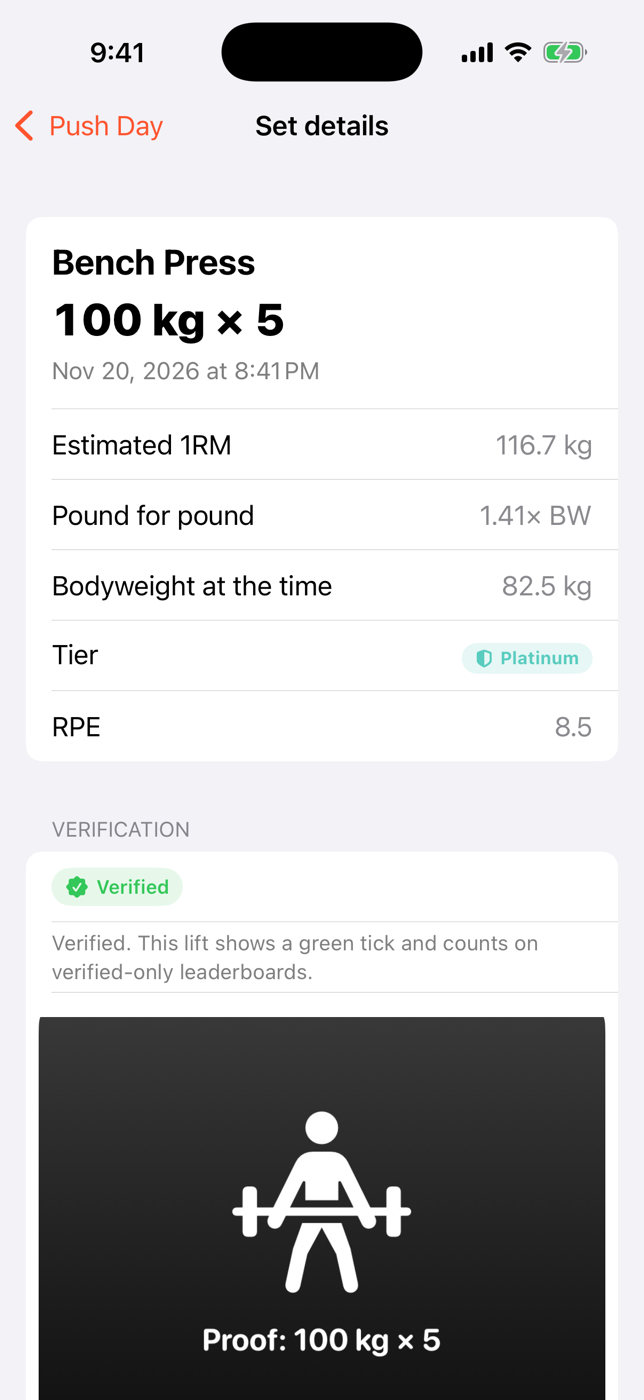 9:41
Push Day
Set details
Bench Press
100 kg × 5
Nov 20, 2026 at 8:41 PM
Estimated 1RM
116.7 kg
Pound for pound
1.41× BW
Bodyweight at the time
82.5 kg
Tier
Platinum
RPE
8.5
VERIFICATION
Verified
Verified. This lift shows a green tick and counts on
verified-only leaderboards.
Proof: 100 kg × 5